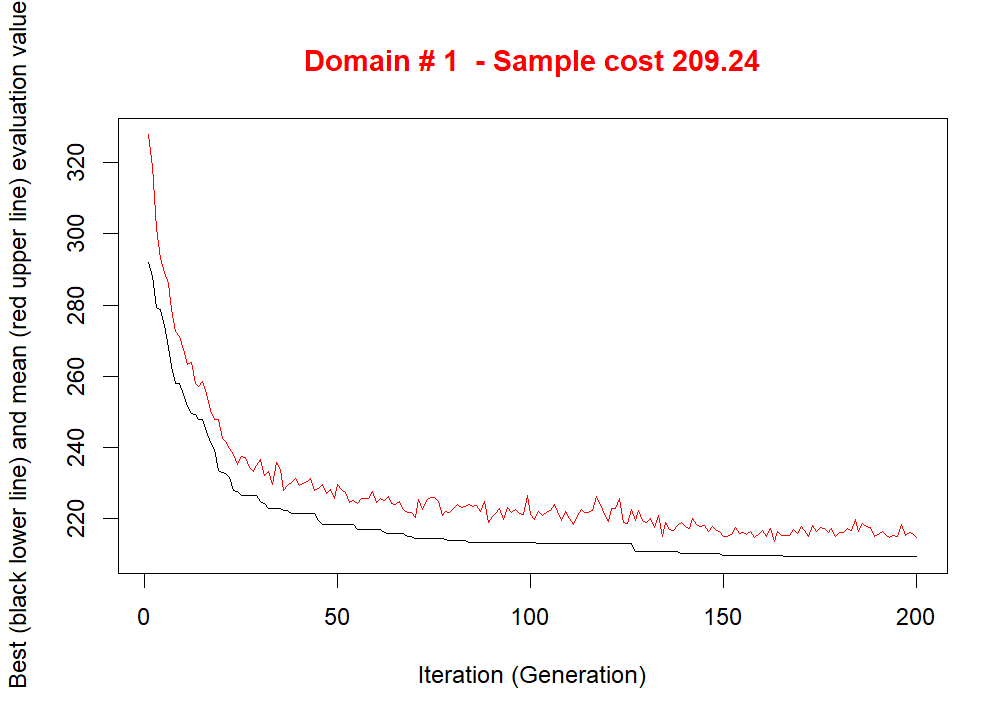 Domain # 1  - Sample cost 209.24
Best (black lower line) and mean (red upper line) evaluation value
320
300
280
260
240
220
0 50 100 150 200
Iteration (Generation)